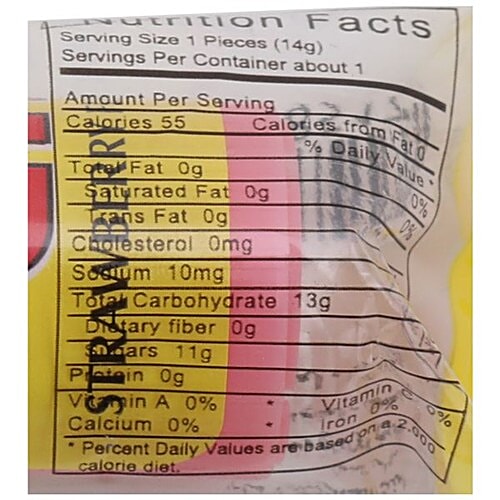 Nutrition Facts
Serving Size 1 Pieces (14g)
Servings Per Container about 1
Amount Per Serving
Calories 55 Calories from Fat 0
% Daily Value *
Total Fat 0g 0%
Saturated Fat 0g 0%
Trans Fat 0g
Cholesterol 0mg
Sodium 10mg
Total Carbohydrate 13g
Dietary fiber 0g
Sugars 11g
Protein 0g
Vitamin A 0% * Vitamin C 0%
Calcium 0% * Iron 0%
* Percent Daily Values are based on a 2,000
calorie diet.
STRAWBERRY